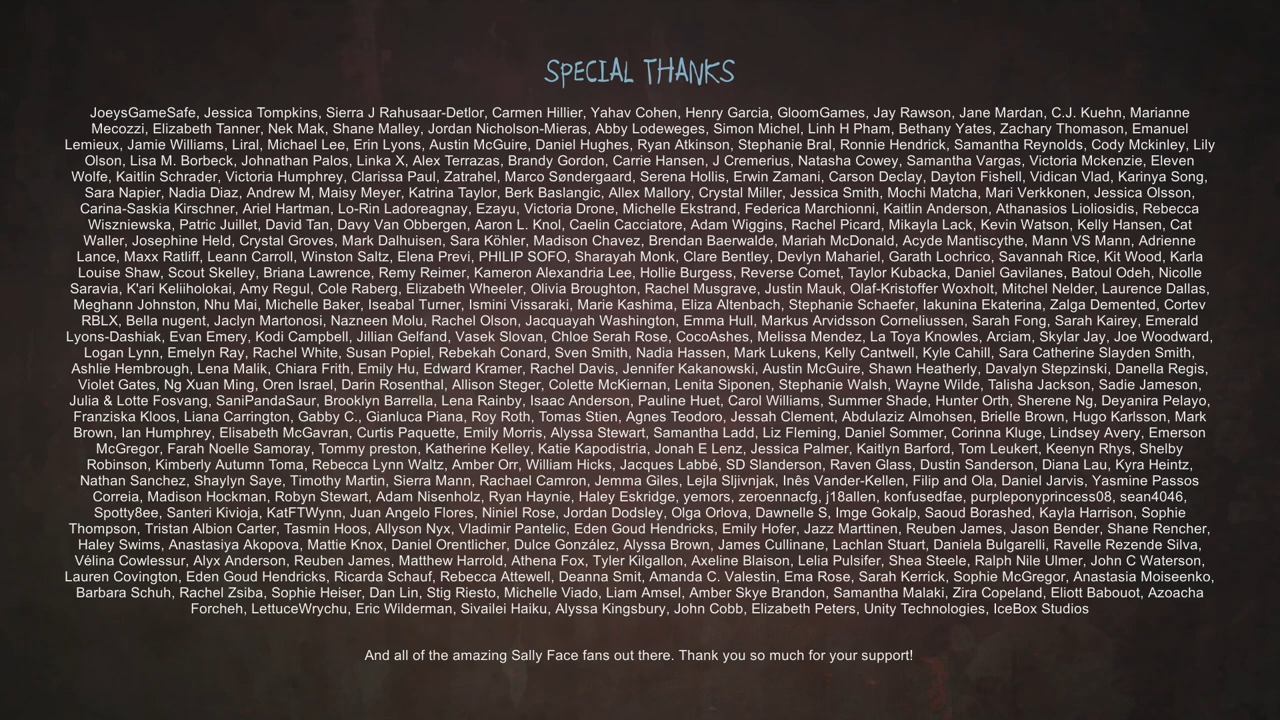 SPECIAL THANKS
JoeysGameSafe, Jessica Tompkins, Sierra J Rahusaar-Detlor, Carmen Hillier, Yahav Cohen, Henry Garcia, GloomGames, Jay Rawson, Jane Mardan, C.J. Kuehn, Marianne
Mecozzi, Elizabeth Tanner, Nek Mak, Shane Malley, Jordan Nicholson-Mieras, Abby Lodeweges, Simon Michel, Linh H Pham, Bethany Yates, Zachary Thomason, Emanuel
Lemieux, Jamie Williams, Liral, Michael Lee, Erin Lyons, Austin McGuire, Daniel Hughes, Ryan Atkinson, Stephanie Bral, Ronnie Hendrick, Samantha Reynolds, Cody Mckinley, Lily
Olson, Lisa M. Borbeck, Johnathan Palos, Linka X, Alex Terrazas, Brandy Gordon, Carrie Hansen, J Cremerius, Natasha Cowey, Samantha Vargas, Victoria Mckenzie, Eleven
Wolfe, Kaitlin Schrader, Victoria Humphrey, Clarissa Paul, Zatrahel, Marco Søndergaard, Serena Hollis, Erwin Zamani, Carson Declay, Dayton Fishell, Vidican Vlad, Karinya Song,
Sara Napier, Nadia Diaz, Andrew M, Maisy Meyer, Katrina Taylor, Berk Baslangic, Allex Mallory, Crystal Miller, Jessica Smith, Mochi Matcha, Mari Verkkonen, Jessica Olsson,
Carina-Saskia Kirschner, Ariel Hartman, Lo-Rin Ladoreagnay, Ezayu, Victoria Drone, Michelle Ekstrand, Federica Marchionni, Kaitlin Anderson, Athanasios Lioliosidis, Rebecca
Wiszniewska, Patric Juillet, David Tan, Davy Van Obbergen, Aaron L. Knol, Caelin Cacciatore, Adam Wiggins, Rachel Picard, Mikayla Lack, Kevin Watson, Kelly Hansen, Cat
Waller, Josephine Held, Crystal Groves, Mark Dalhuisen, Sara Köhler, Madison Chavez, Brendan Baerwalde, Mariah McDonald, Acyde Mantiscythe, Mann VS Mann, Adrienne
Lance, Maxx Ratliff, Leann Carroll, Winston Saltz, Elena Previ, PHILIP SOFO, Sharayah Monk, Clare Bentley, Devlyn Mahariel, Garath Lochrico, Savannah Rice, Kit Wood, Karla
Louise Shaw, Scout Skelley, Briana Lawrence, Remy Reimer, Kameron Alexandria Lee, Hollie Burgess, Reverse Comet, Taylor Kubacka, Daniel Gavilanes, Batoul Odeh, Nicolle
Saravia, K'ari Keliiholokai, Amy Regul, Cole Raberg, Elizabeth Wheeler, Olivia Broughton, Rachel Musgrave, Justin Mauk, Olaf-Kristoffer Woxholt, Mitchel Nelder, Laurence Dallas,
Meghann Johnston, Nhu Mai, Michelle Baker, Iseabal Turner, Ismini Vissaraki, Marie Kashima, Eliza Altenbach, Stephanie Schaefer, Iakunina Ekaterina, Zalga Demented, Cortev
RBLX, Bella nugent, Jaclyn Martonosi, Nazneen Molu, Rachel Olson, Jacquayah Washington, Emma Hull, Markus Arvidsson Corneliussen, Sarah Fong, Sarah Kairey, Emerald
Lyons-Dashiak, Evan Emery, Kodi Campbell, Jillian Gelfand, Vasek Slovan, Chloe Serah Rose, CocoAshes, Melissa Mendez, La Toya Knowles, Arciam, Skylar Jay, Joe Woodward,
Logan Lynn, Emelyn Ray, Rachel White, Susan Popiel, Rebekah Conard, Sven Smith, Nadia Hassen, Mark Lukens, Kelly Cantwell, Kyle Cahill, Sara Catherine Slayden Smith,
Ashlie Hembrough, Lena Malik, Chiara Frith, Emily Hu, Edward Kramer, Rachel Davis, Jennifer Kakanowski, Austin McGuire, Shawn Heatherly, Davalyn Stepzinski, Danella Regis,
Violet Gates, Ng Xuan Ming, Oren Israel, Darin Rosenthal, Allison Steger, Colette McKiernan, Lenita Siponen, Stephanie Walsh, Wayne Wilde, Talisha Jackson, Sadie Jameson,
Julia & Lotte Fosvang, SaniPandaSaur, Brooklyn Barrella, Lena Rainby, Isaac Anderson, Pauline Huet, Carol Williams, Summer Shade, Hunter Orth, Sherene Ng, Deyanira Pelayo,
Franziska Kloos, Liana Carrington, Gabby C., Gianluca Piana, Roy Roth, Tomas Stien, Agnes Teodoro, Jessah Clement, Abdulaziz Almohsen, Brielle Brown, Hugo Karlsson, Mark
Brown, Ian Humphrey, Elisabeth McGavran, Curtis Paquette, Emily Morris, Alyssa Stewart, Samantha Ladd, Liz Fleming, Daniel Sommer, Corinna Kluge, Lindsey Avery, Emerson
McGregor, Farah Noelle Samoray, Tommy preston, Katherine Kelley, Katie Kapodistria, Jonah E Lenz, Jessica Palmer, Kaitlyn Barford, Tom Leukert, Keenyn Rhys, Shelby
Robinson, Kimberly Autumn Toma, Rebecca Lynn Waltz, Amber Orr, William Hicks, Jacques Labbé, SD Slanderson, Raven Glass, Dustin Sanderson, Diana Lau, Kyra Heintz,
Nathan Sanchez, Shaylyn Saye, Timothy Martin, Sierra Mann, Rachael Camron, Jemma Giles, Lejla Sljivnjak, Inês Vander-Kellen, Filip and Ola, Daniel Jarvis, Yasmine Passos
Correia, Madison Hockman, Robyn Stewart, Adam Nisenholz, Ryan Haynie, Haley Eskridge, yemors, zeroennacfg, j18allen, konfusedfae, purpleponyprincess08, sean4046,
Spotty8ee, Santeri Kivioja, KatFTWynn, Juan Angelo Flores, Niniel Rose, Jordan Dodsley, Olga Orlova, Dawnelle S, Imge Gokalp, Saoud Borashed, Kayla Harrison, Sophie
Thompson, Tristan Albion Carter, Tasmin Hoos, Allyson Nyx, Vladimir Pantelic, Eden Goud Hendricks, Emily Hofer, Jazz Marttinen, Reuben James, Jason Bender, Shane Rencher,
Haley Swims, Anastasiya Akopova, Mattie Knox, Daniel Orentlicher, Dulce González, Alyssa Brown, James Cullinane, Lachlan Stuart, Daniela Bulgarelli, Ravelle Rezende Silva,
Vélina Cowlessur, Alyx Anderson, Reuben James, Matthew Harrold, Athena Fox, Tyler Kilgallon, Axeline Blaison, Lelia Pulsifer, Shea Steele, Ralph Nile Ulmer, John C Waterson,
Lauren Covington, Eden Goud Hendricks, Ricarda Schauf, Rebecca Attewell, Deanna Smit, Amanda C. Valestin, Ema Rose, Sarah Kerrick, Sophie McGregor, Anastasia Moiseenko,
Barbara Schuh, Rachel Zsiba, Sophie Heiser, Dan Lin, Stig Riesto, Michelle Viado, Liam Amsel, Amber Skye Brandon, Samantha Malaki, Zira Copeland, Eliott Babouot, Azoacha
Forcheh, LettuceWrychu, Eric Wilderman, Sivailei Haiku, Alyssa Kingsbury, John Cobb, Elizabeth Peters, Unity Technologies, IceBox Studios
And all of the amazing Sally Face fans out there. Thank you so much for your support!